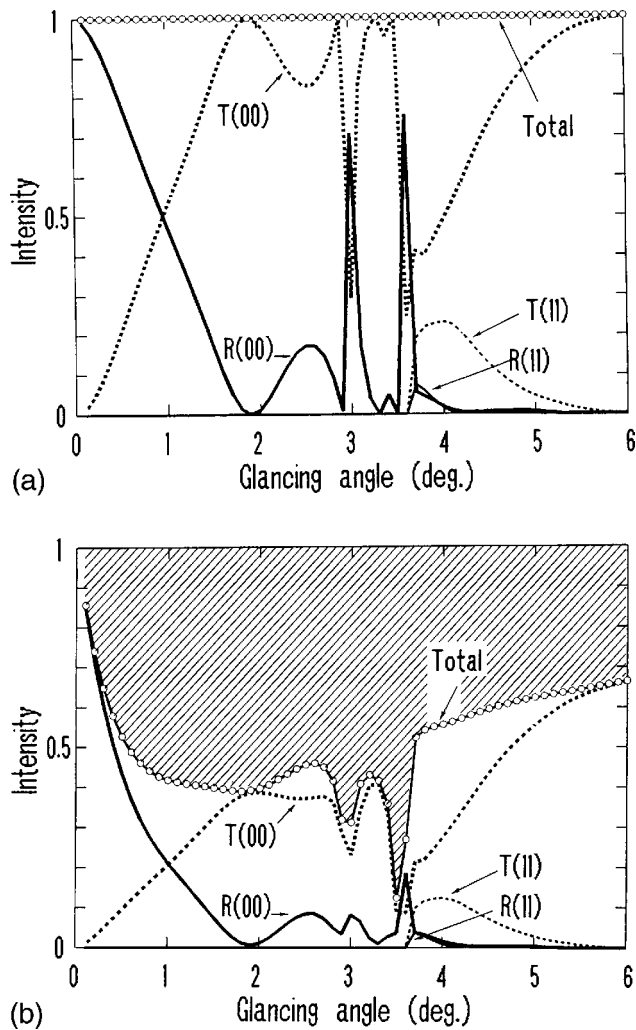 1
T(00)
Total
Intensity
0.5
R(00)
T(11)
R(11)
0
0 1 2 3 4 5 6
Glancing angle (deg.)
(a)
1
Total
Intensity
0.5
T(00)
R(00)
T(11)
R(11)
0
0 1 2 3 4 5 6
Glancing angle (deg.)
(b)